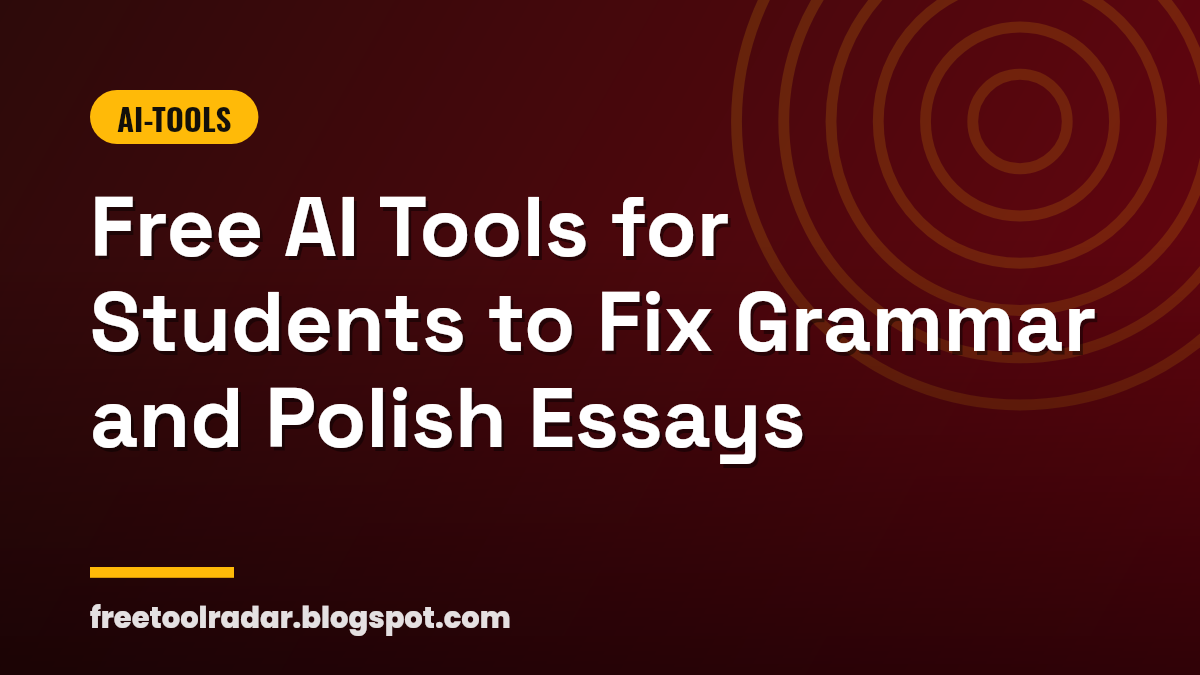 AI-TOOLS
Free AI Tools for
Students to Fix Grammar
and Polish Essays
freetoolradar.blogspot.com